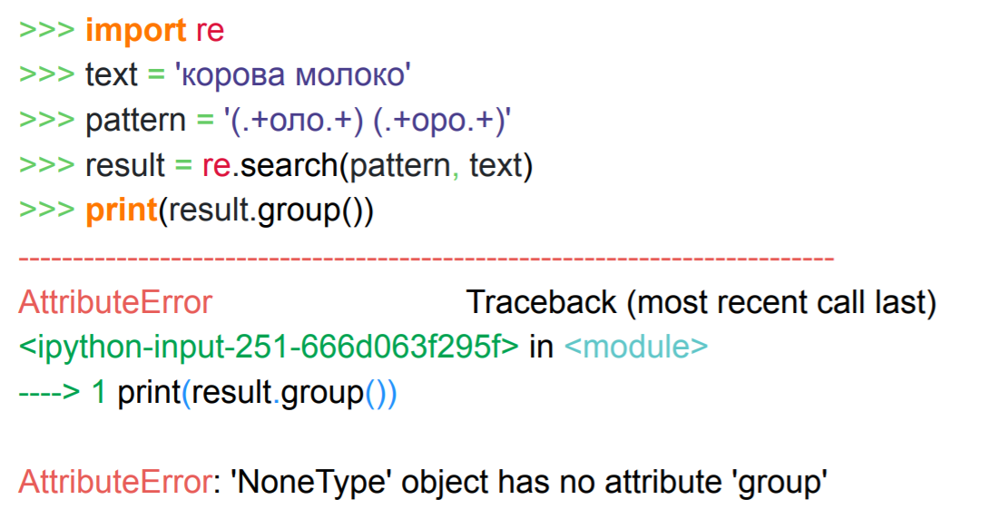 >>> import re
>>> text = 'корова молоко'
>>> pattern = '(.+оло.+) (.+оро.+)'
>>> result = re.search(pattern, text)
>>> print(result.group())
---------------------------------------------------------------------------
AttributeError Traceback (most recent call last)
<ipython-input-251-666d063f295f> in <module>
----> 1 print(result.group())
AttributeError: 'NoneType' object has no attribute 'group'